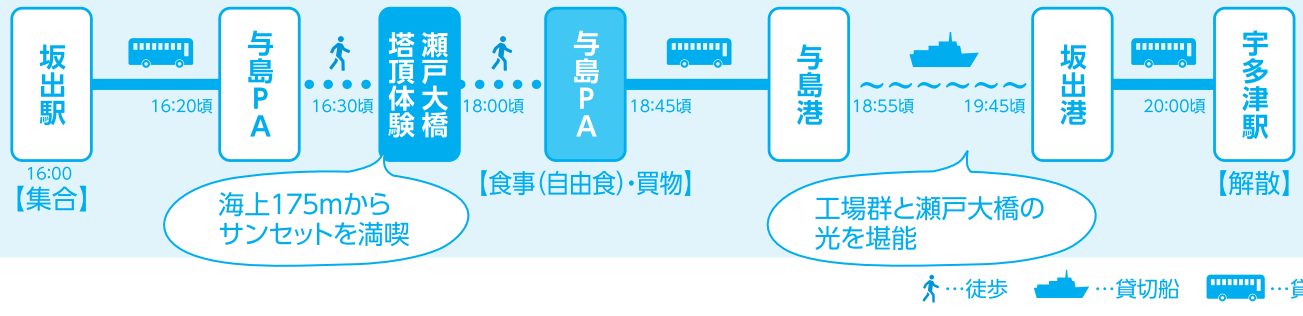 坂出駅
16:00
【集合】
16:20頃
与島PA
16:30頃
瀬戸大橋
塔頂体験
海上175mから
サンセットを満喫
18:00頃
与島PA
【食事(自由食)・買物】
18:45頃
与島港
18:55頃
19:45頃
工場群と瀬戸大橋の
光を堪能
坂出港
20:00頃
宇多津駅
【解散】
…徒歩
…貸切船
…